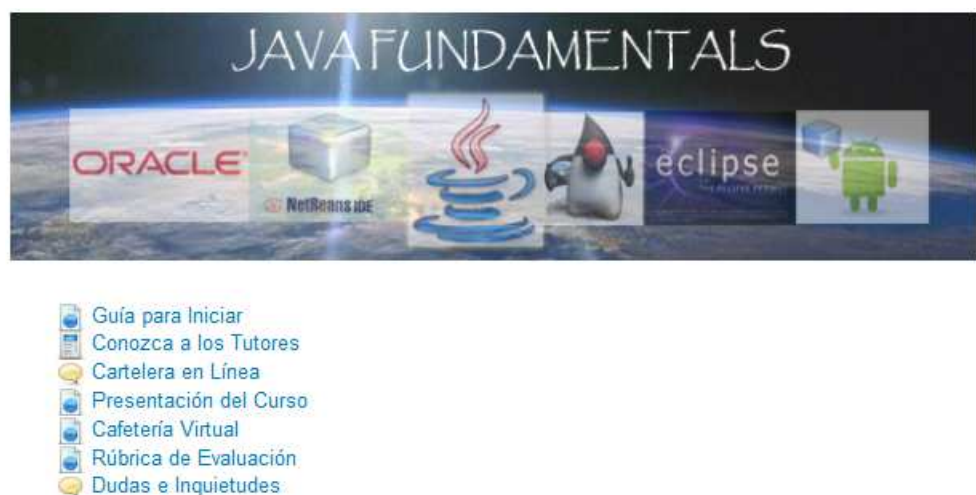 JAVA FUNDAMENTALS
ORACLE
NetBeans IDE
eclipse
Guía para Iniciar
Conozca a los Tutores
Cartelera en Línea
Presentación del Curso
Cafetería Virtual
Rúbrica de Evaluación
Dudas e Inquietudes